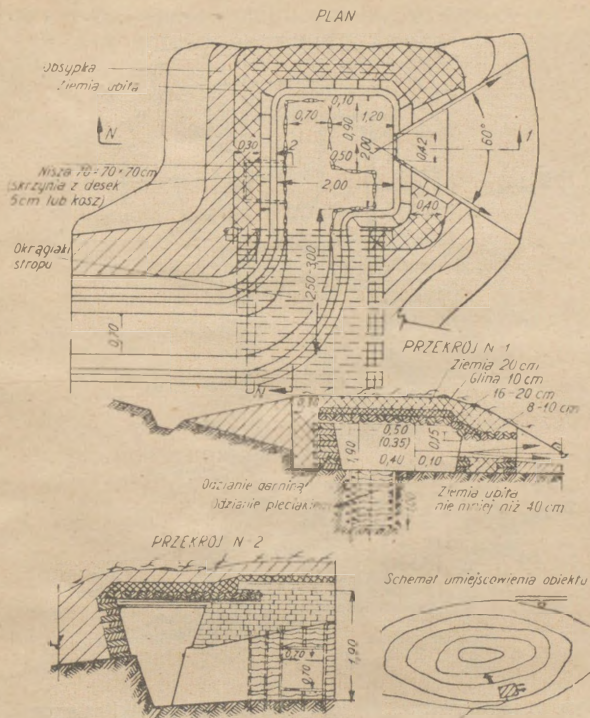 PLAN
Obsypka
Ziemia ubita
N
0,10
0,70
1,20
0,90
0,30
2
0,50
2,00
0,42
60°
1
Nisza 70×70×70cm
(skrzynia z desek
5cm lub kosz)
2,00
0,40
Okrąglaki
stropu
250-300
0,70
PRZEKRÓJ N-1
N
Ziemia 20 cm
Glina 10 cm
16-20 cm
8-10 cm
0,50
(0,35)
0,15
1,90
0,40
0,10
Odzianie darniną
Odzianie pleciakiem
Ziemia ubita
nie mniej niż 40 cm
PRZEKRÓJ N-2
Schemat umiejscowienia obiektu
0,70
0,70
1,90